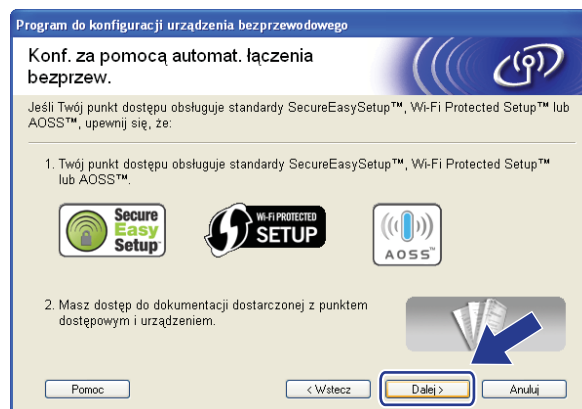 Program do konfiguracji urządzenia bezprzewodowego
Konf. za pomocą automat. łączenia
bezprzew.
Jeśli Twój punkt dostępu obsługuje standardy SecureEasySetup™, Wi-Fi Protected Setup™ lub
AOSS™, upewnij się, że:
1. Twój punkt dostępu obsługuje standardy SecureEasySetup™, Wi-Fi Protected Setup™
lub AOSS™.
Secure
Easy
Setup
WI-FI PROTECTED
SETUP
AOSS™
2. Masz dostęp do dokumentacji dostarczonej z punktem
dostępowym i urządzeniem.
Pomoc
< Wstecz
Dalej >
Anuluj